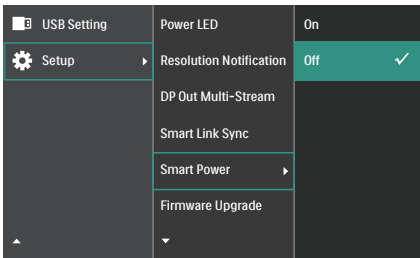 USB Setting
Setup
Power LED
Resolution Notification
DP Out Multi-Stream
Smart Link Sync
Smart Power
Firmware Upgrade
On
Off